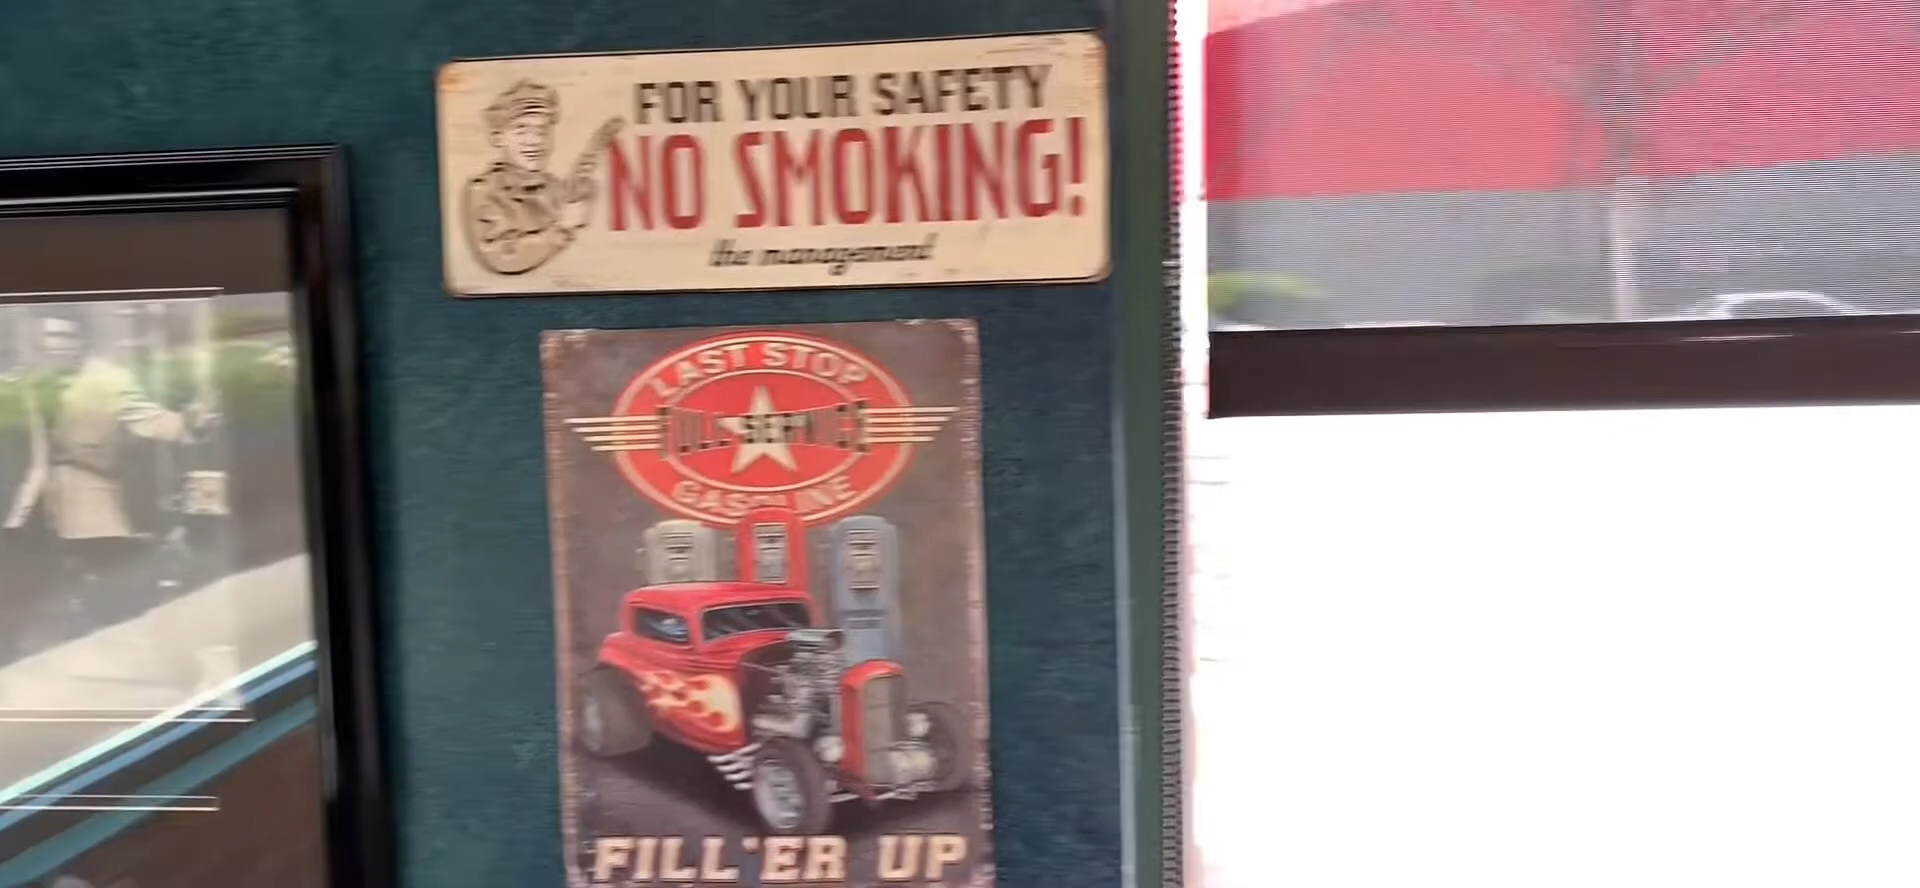 FOR YOUR SAFETY
NO SMOKING!
the management
LAST STOP
FULL SERVICE
GASOLINE
FILL'ER UP